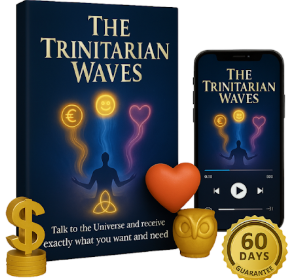 THE
TRINITARIAN
WAVES
Talk to the Universe and receive
exactly what you want and need
THE
TRINITARIAN
WAVES
60
DAYS
GUARANTEE